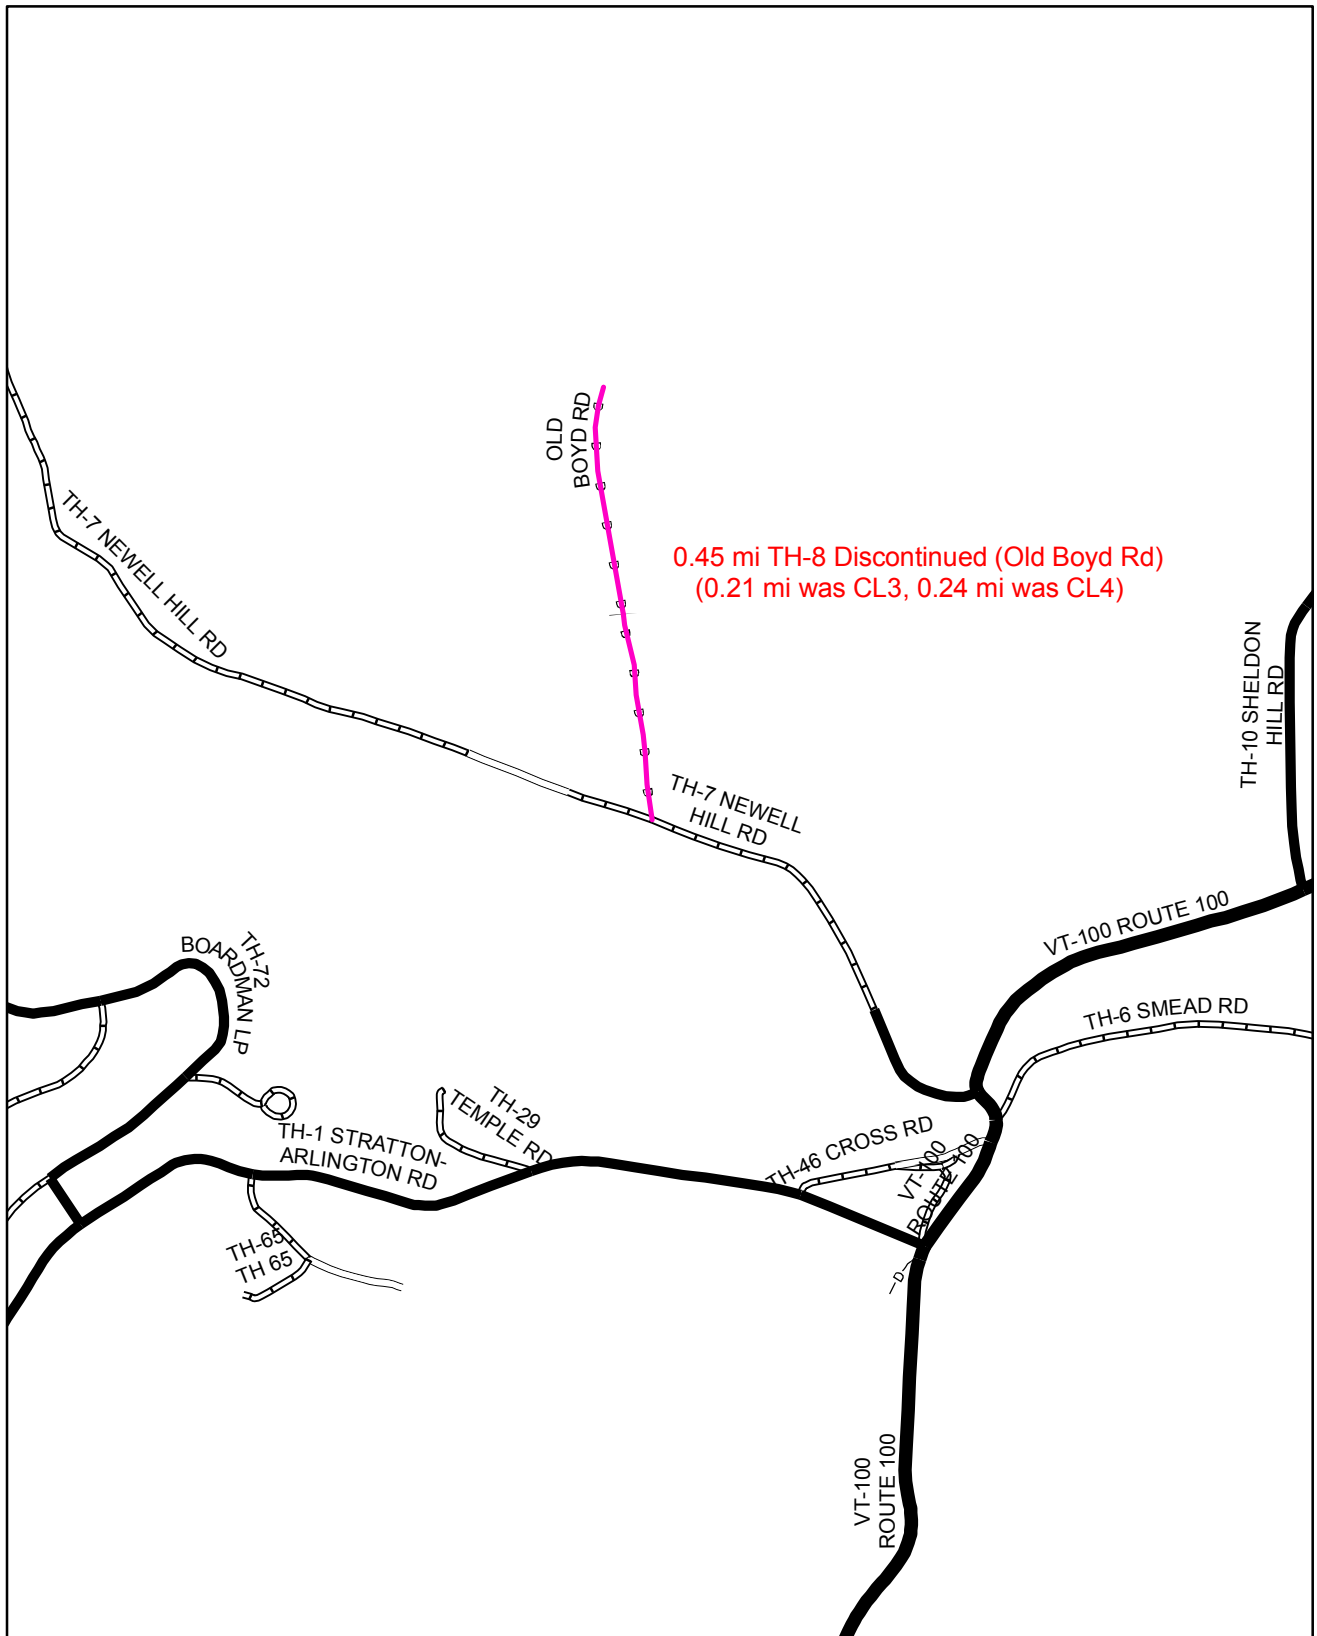 OLD
BOYD RD
TH-7 NEWELL HILL RD
0.45 mi TH-8 Discontinued (Old Boyd Rd)
(0.21 mi was CL3, 0.24 mi was CL4)
TH-10 SHELDON
HILL RD
TH-7 NEWELL
HILL RD
VT-100 ROUTE 100
TH-72
BOARDMAN LP
TH-6 SMEAD RD
TH-29
TEMPLE RD
TH-1 STRATTON-
ARLINGTON RD
TH-46 CROSS RD
VT-100
ROUTE 100
TH-65
TH 65
D
VT-100
ROUTE 100